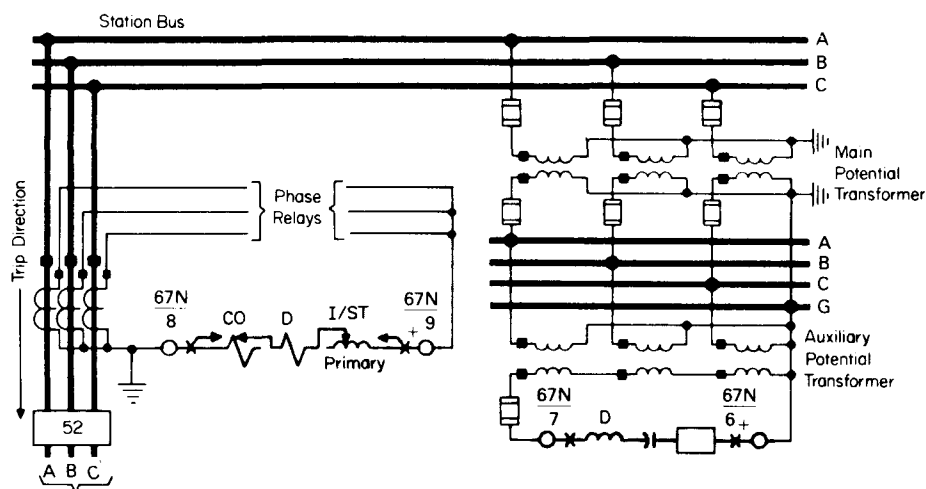 Station Bus
A
B
C
Main
Potential
Transformer
Trip Direction
Phase
Relays
A
B
C
G
67N
8
CO
D
I/ST
67N
+ 9
Primary
Auxiliary
Potential
Transformer
67N
7
D
67N
6 +
52
A B C